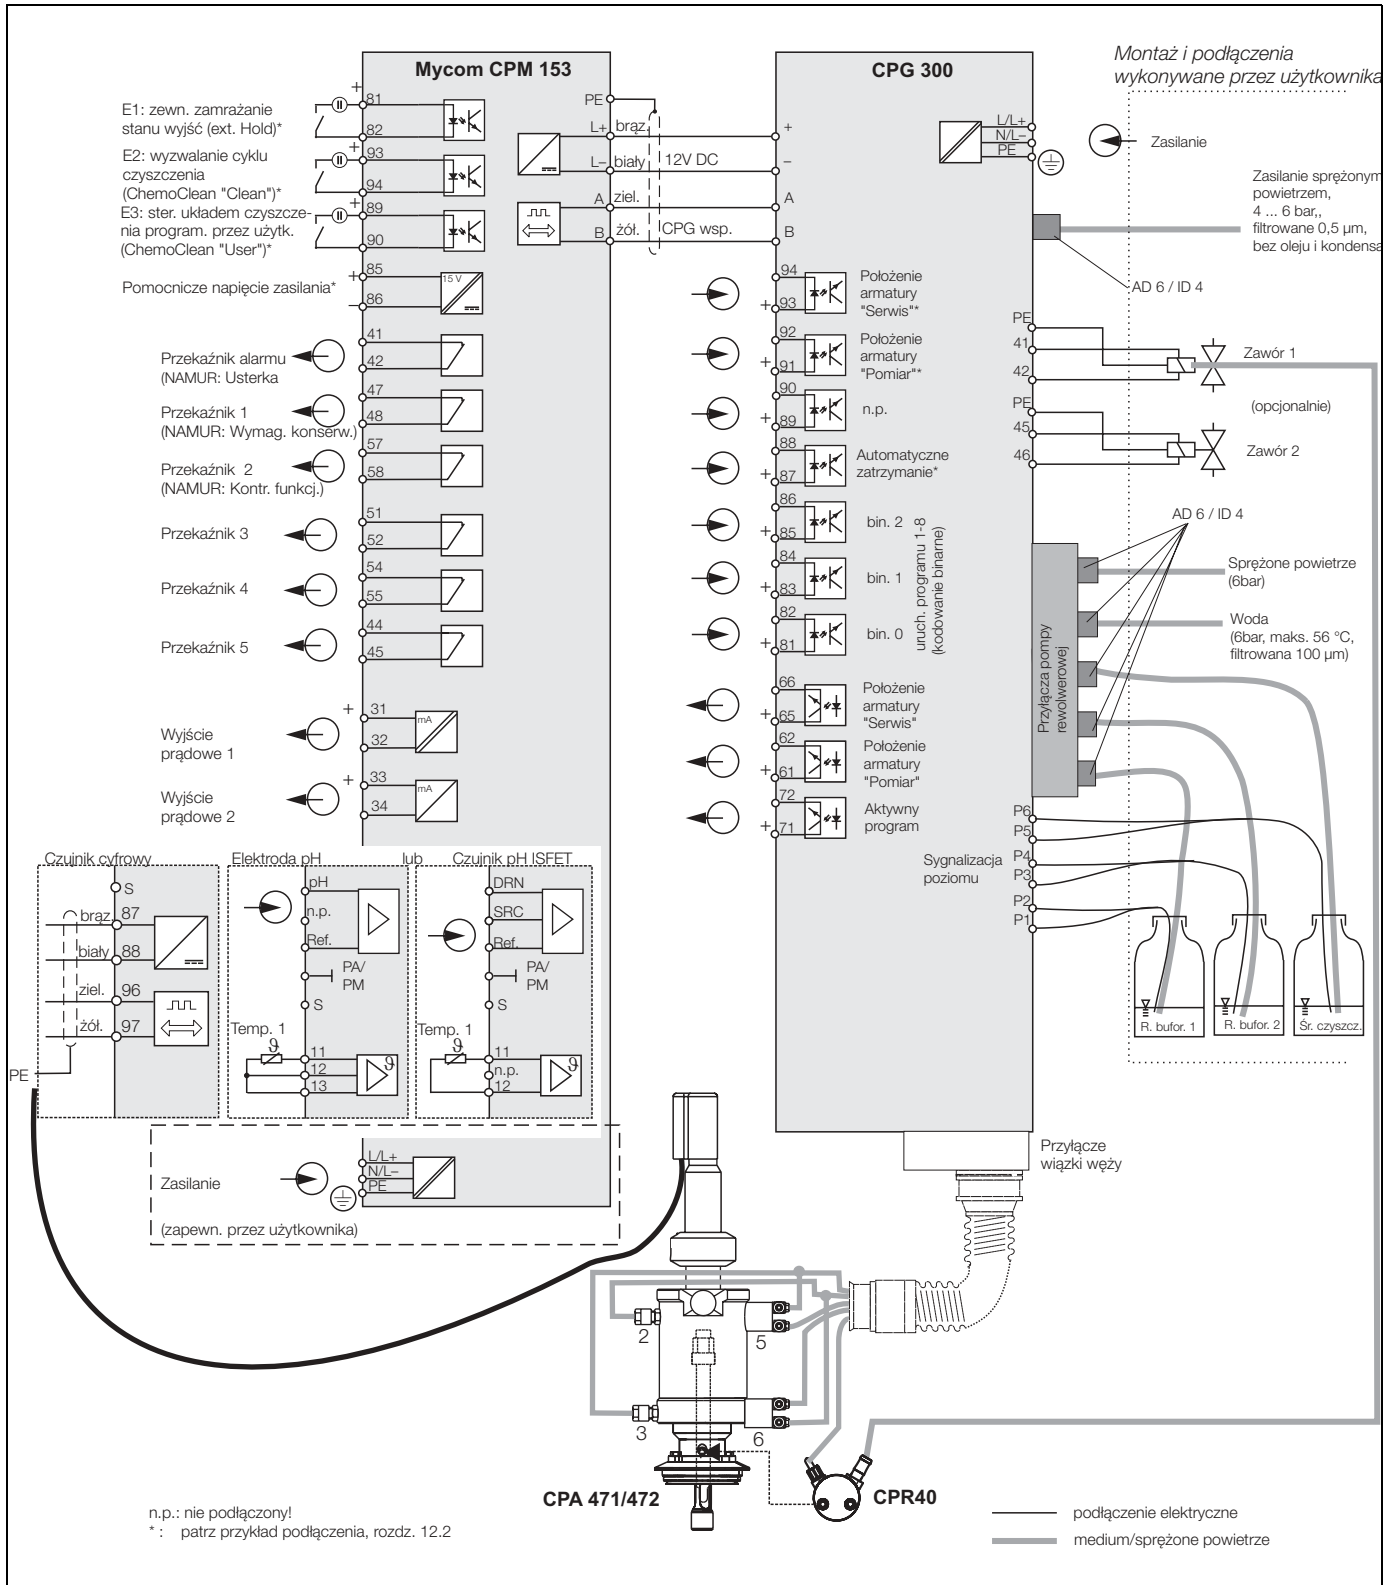 Mycom CPM 153
CPG 300
Montaż i podłączenia
wykonywane przez użytkownika
E1: zewn. zamrażanie
stanu wyjść (ext. Hold)*
E2: wyzwalanie cyklu
czyszczenia
(ChemoClean "Clean")*
E3: ster. układem czyszcze-
nia program. przez użytk.
(ChemoClean "User")*
Pomocnicze napięcie zasilania*
Przekaźnik alarmu
(NAMUR: Usterka
Przekaźnik 1
(NAMUR: Wymag. konserw.)
Przekaźnik 2
(NAMUR: Kontr. funkcj.)
Przekaźnik 3
Przekaźnik 4
Przekaźnik 5
Wyjście
prądowe 1
Wyjście
prądowe 2
+
81
82
+
93
94
+
89
90
+
85
–
86
15 V
41
42
47
48
57
58
51
52
54
55
44
45
+
31
32
mA
+
33
34
mA
PE
L+ brąz.
L– biały 12V DC
A ziel.
B żół. CPG wsp.
+
–
A
B
94
+ 93
Położenie
armatury
"Serwis"*
92
+ 91
Położenie
armatury
"Pomiar"*
90
+ 89
n.p.
88
+ 87
Automatyczne
zatrzymanie*
86
+ 85
bin. 2
84
+ 83
bin. 1
82
+ 81
bin. 0
uruch. programu 1-8
(kodowanie binarne)
66
+ 65
Położenie
armatury
"Serwis"
62
+ 61
Położenie
armatury
"Pomiar"
72
+ 71
Aktywny
program
L/L+
N/L–
PE
Zasilanie
Zasilanie sprężonym
powietrzem,
4 ... 6 bar,,
filtrowane 0,5 µm,
bez oleju i kondensa
AD 6 / ID 4
PE
41
42
Zawór 1
(opcjonalnie)
PE
45
46
Zawór 2
AD 6 / ID 4
Przyłącza pompy
rewolwerowej
Sprężone powietrze
(6bar)
Woda
(6bar, maks. 56 °C,
filtrowana 100 µm)
Sygnalizacja
poziomu
P6
P5
P4
P3
P2
P1
R. bufor. 1
R. bufor. 2
Śr. czyszcz.
Czujnik cyfrowy
S
brąz. 87
biały 88
ziel. 96
żół. 97
PE
Elektroda pH
pH
n.p.
Ref.
PA/
PM
S
Temp. 1
ϑ
11
12
13
ϑ
lub
Czujnik pH ISFET
DRN
SRC
Ref.
PA/
PM
S
Temp. 1
ϑ
11
n.p.
12
ϑ
Zasilanie
L/L+
N/L–
PE
(zapewn. przez użytkownika)
Przyłącze
wiązki węży
2
5
3
6
CPA 471/472
CPR40
n.p.: nie podłączony!
* : patrz przykład podłączenia, rozdz. 12.2
podłączenie elektryczne
medium/sprężone powietrze